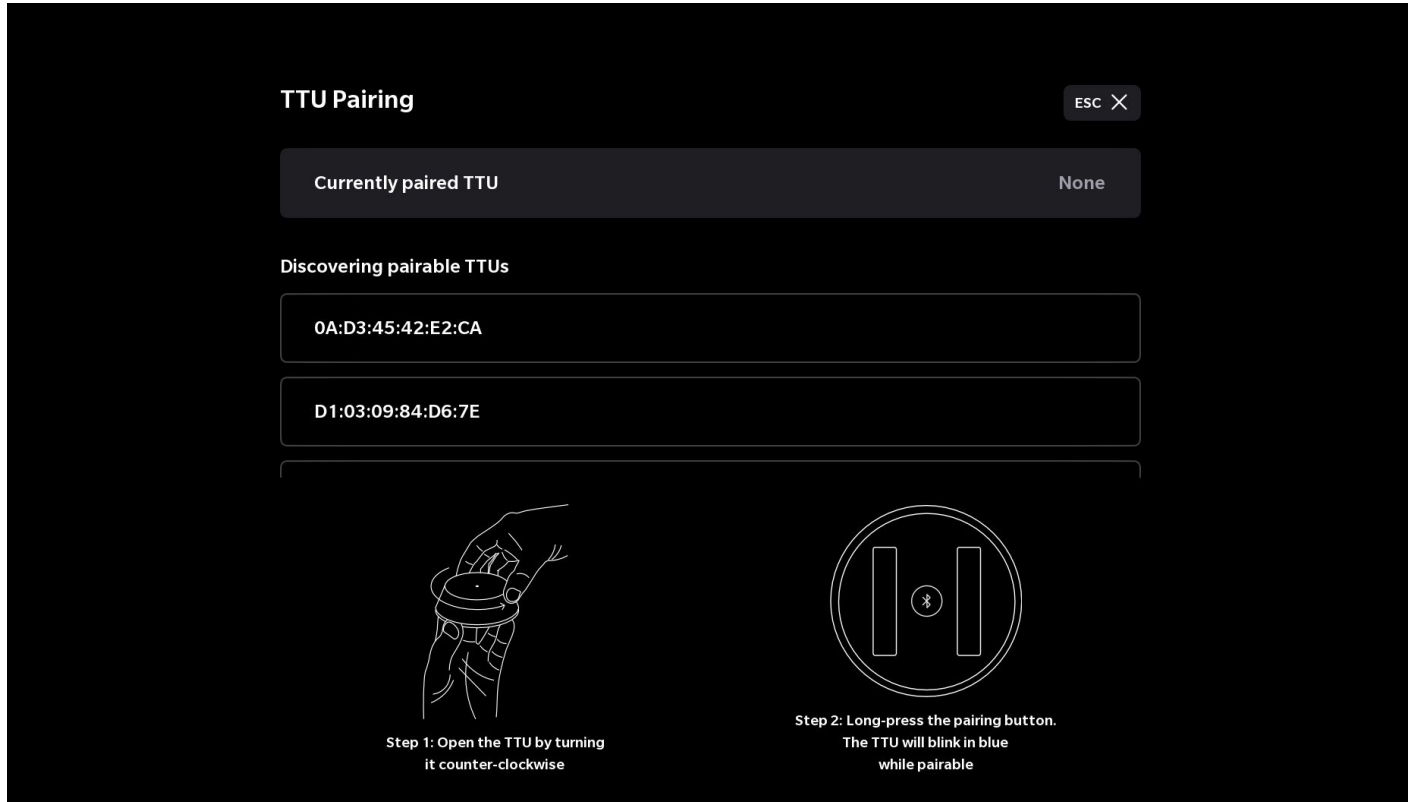 TTU Pairing
ESC
Currently paired TTU
None
Discovering pairable TTUs
0A:D3:45:42:E2:CA
D1:03:09:84:D6:7E
Step 1: Open the TTU by turning
it counter-clockwise
Step 2: Long-press the pairing button.
The TTU will blink in blue
while pairable